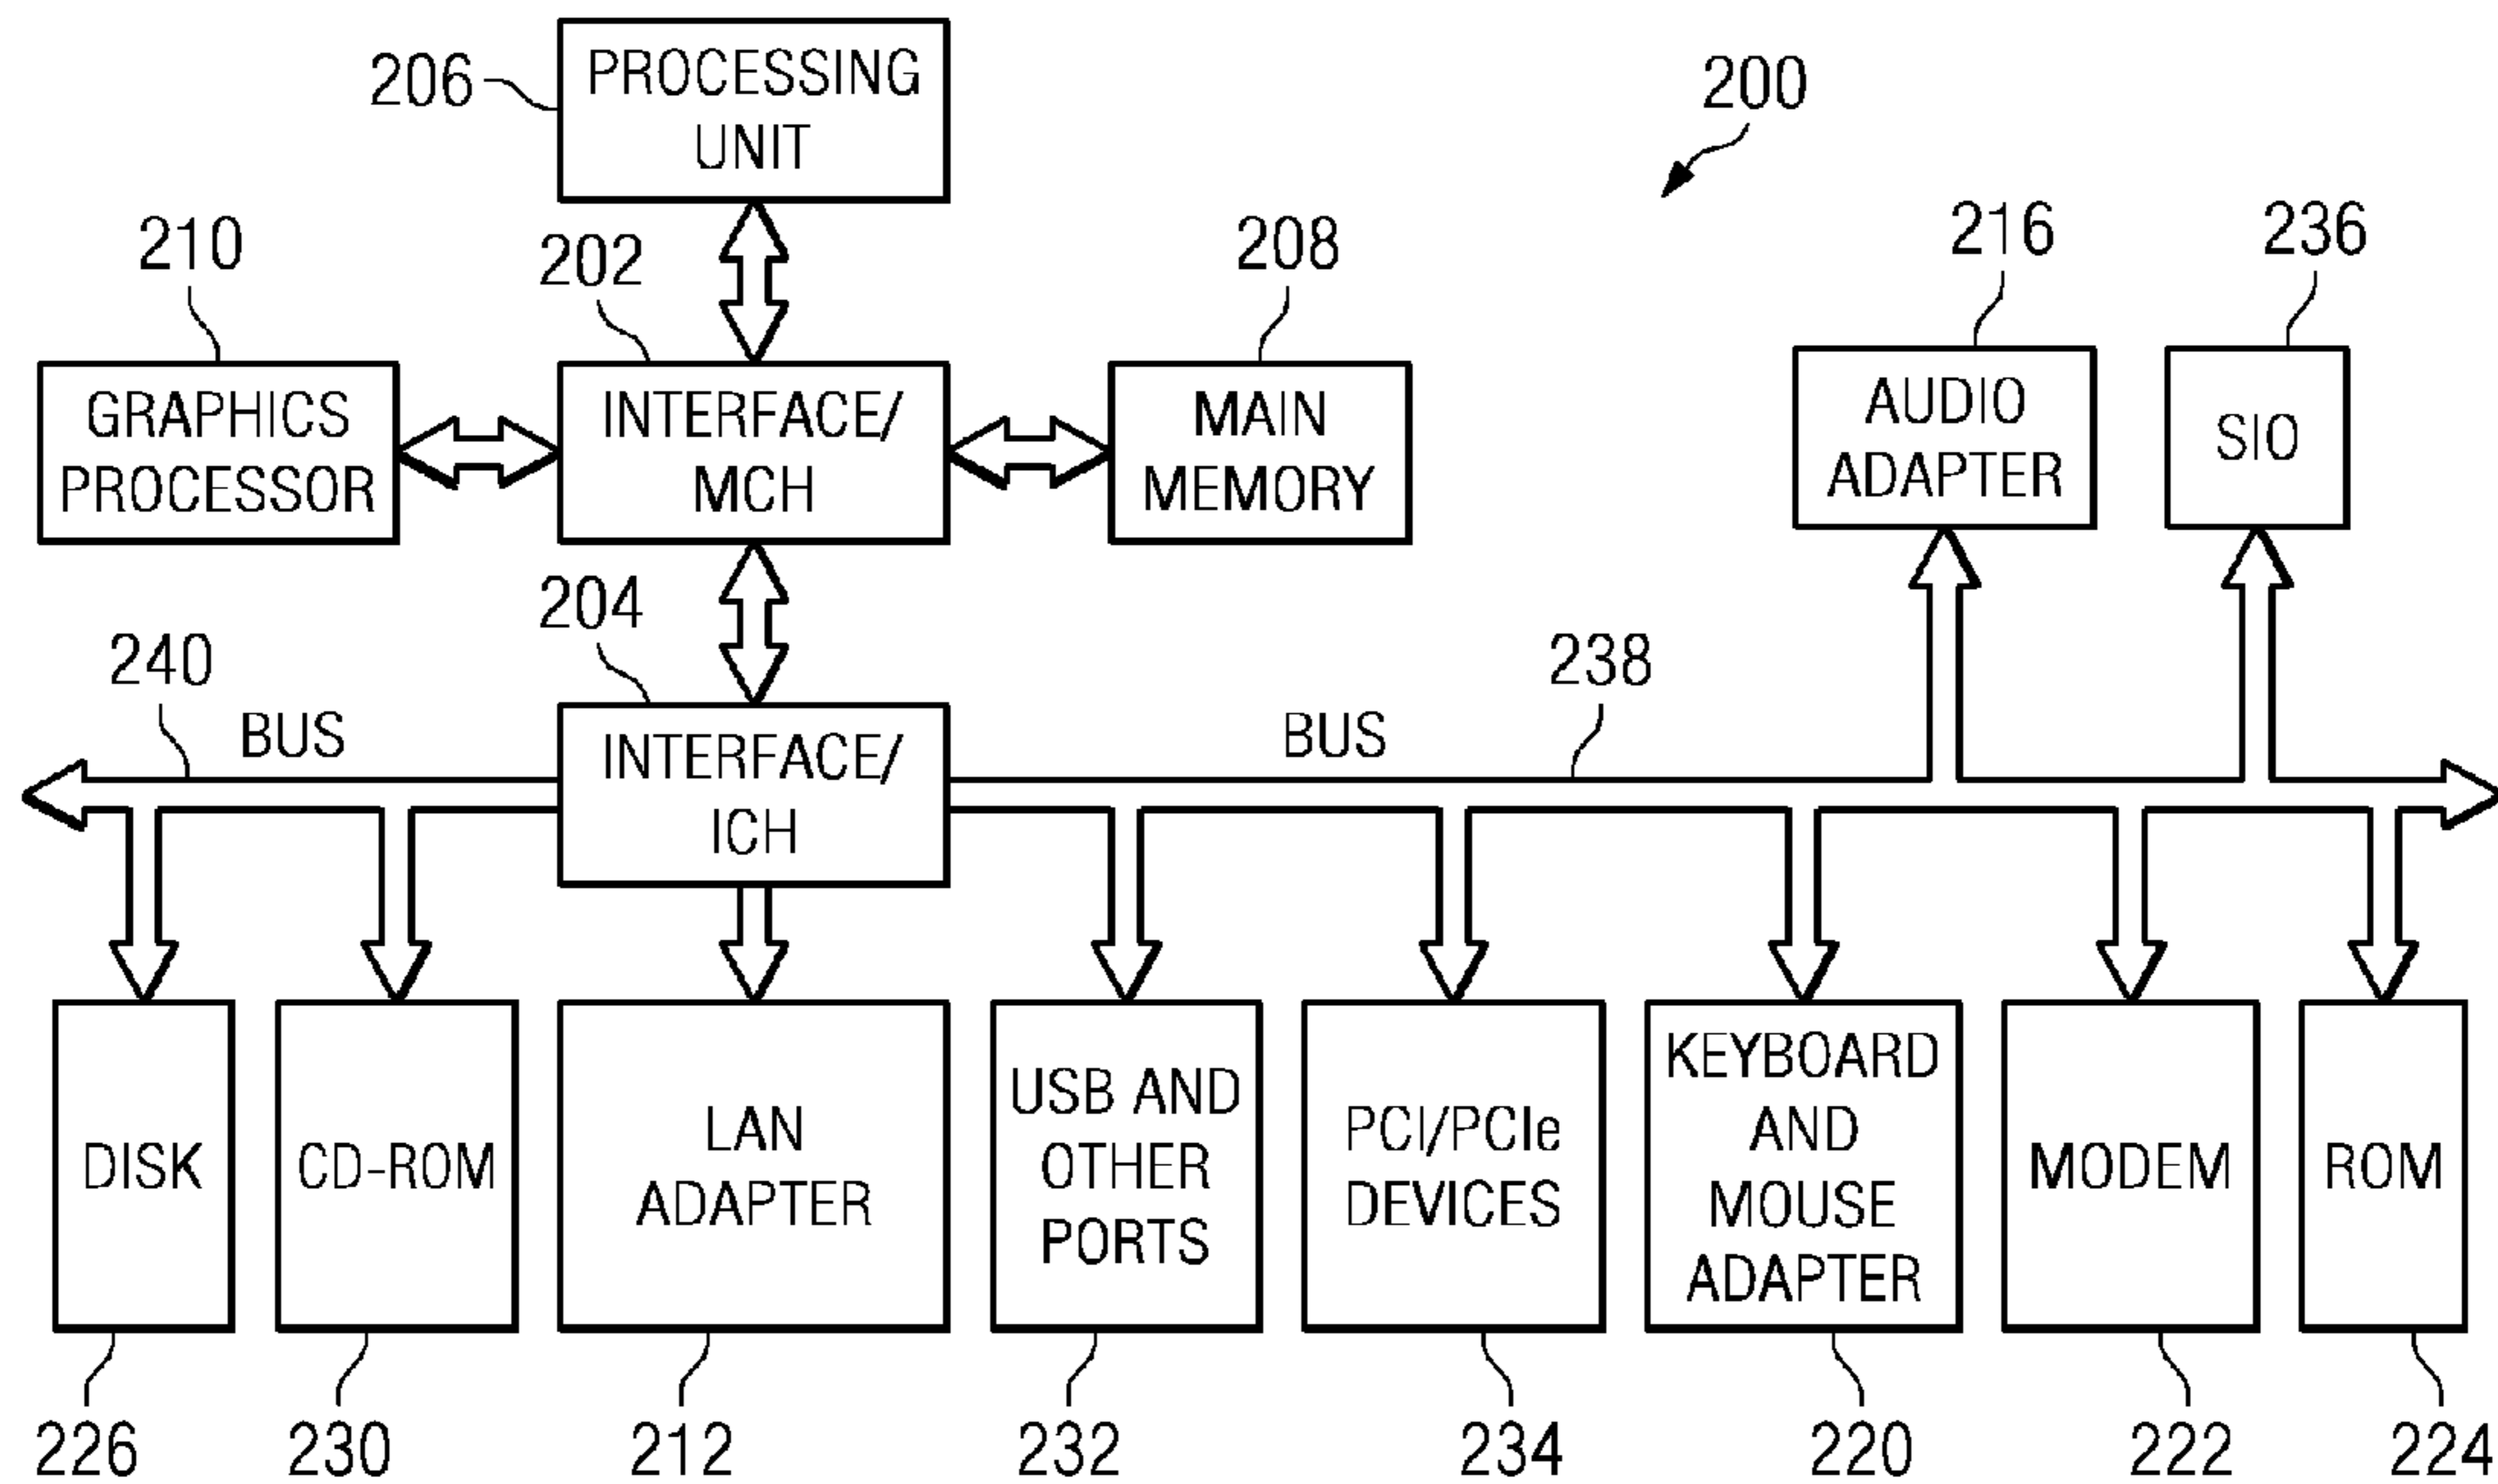 206
PROCESSING
UNIT
200
210
202
208
216
236
GRAPHICS
PROCESSOR
INTERFACE/
MCH
MAIN
MEMORY
AUDIO
ADAPTER
SIO
204
240
BUS
238
BUS
INTERFACE/
ICH
DISK
CD-ROM
LAN
ADAPTER
USB AND
OTHER
PORTS
PCI/PCIe
DEVICES
KEYBOARD
AND
MOUSE
ADAPTER
MODEM
ROM
226
230
212
232
234
220
222
224